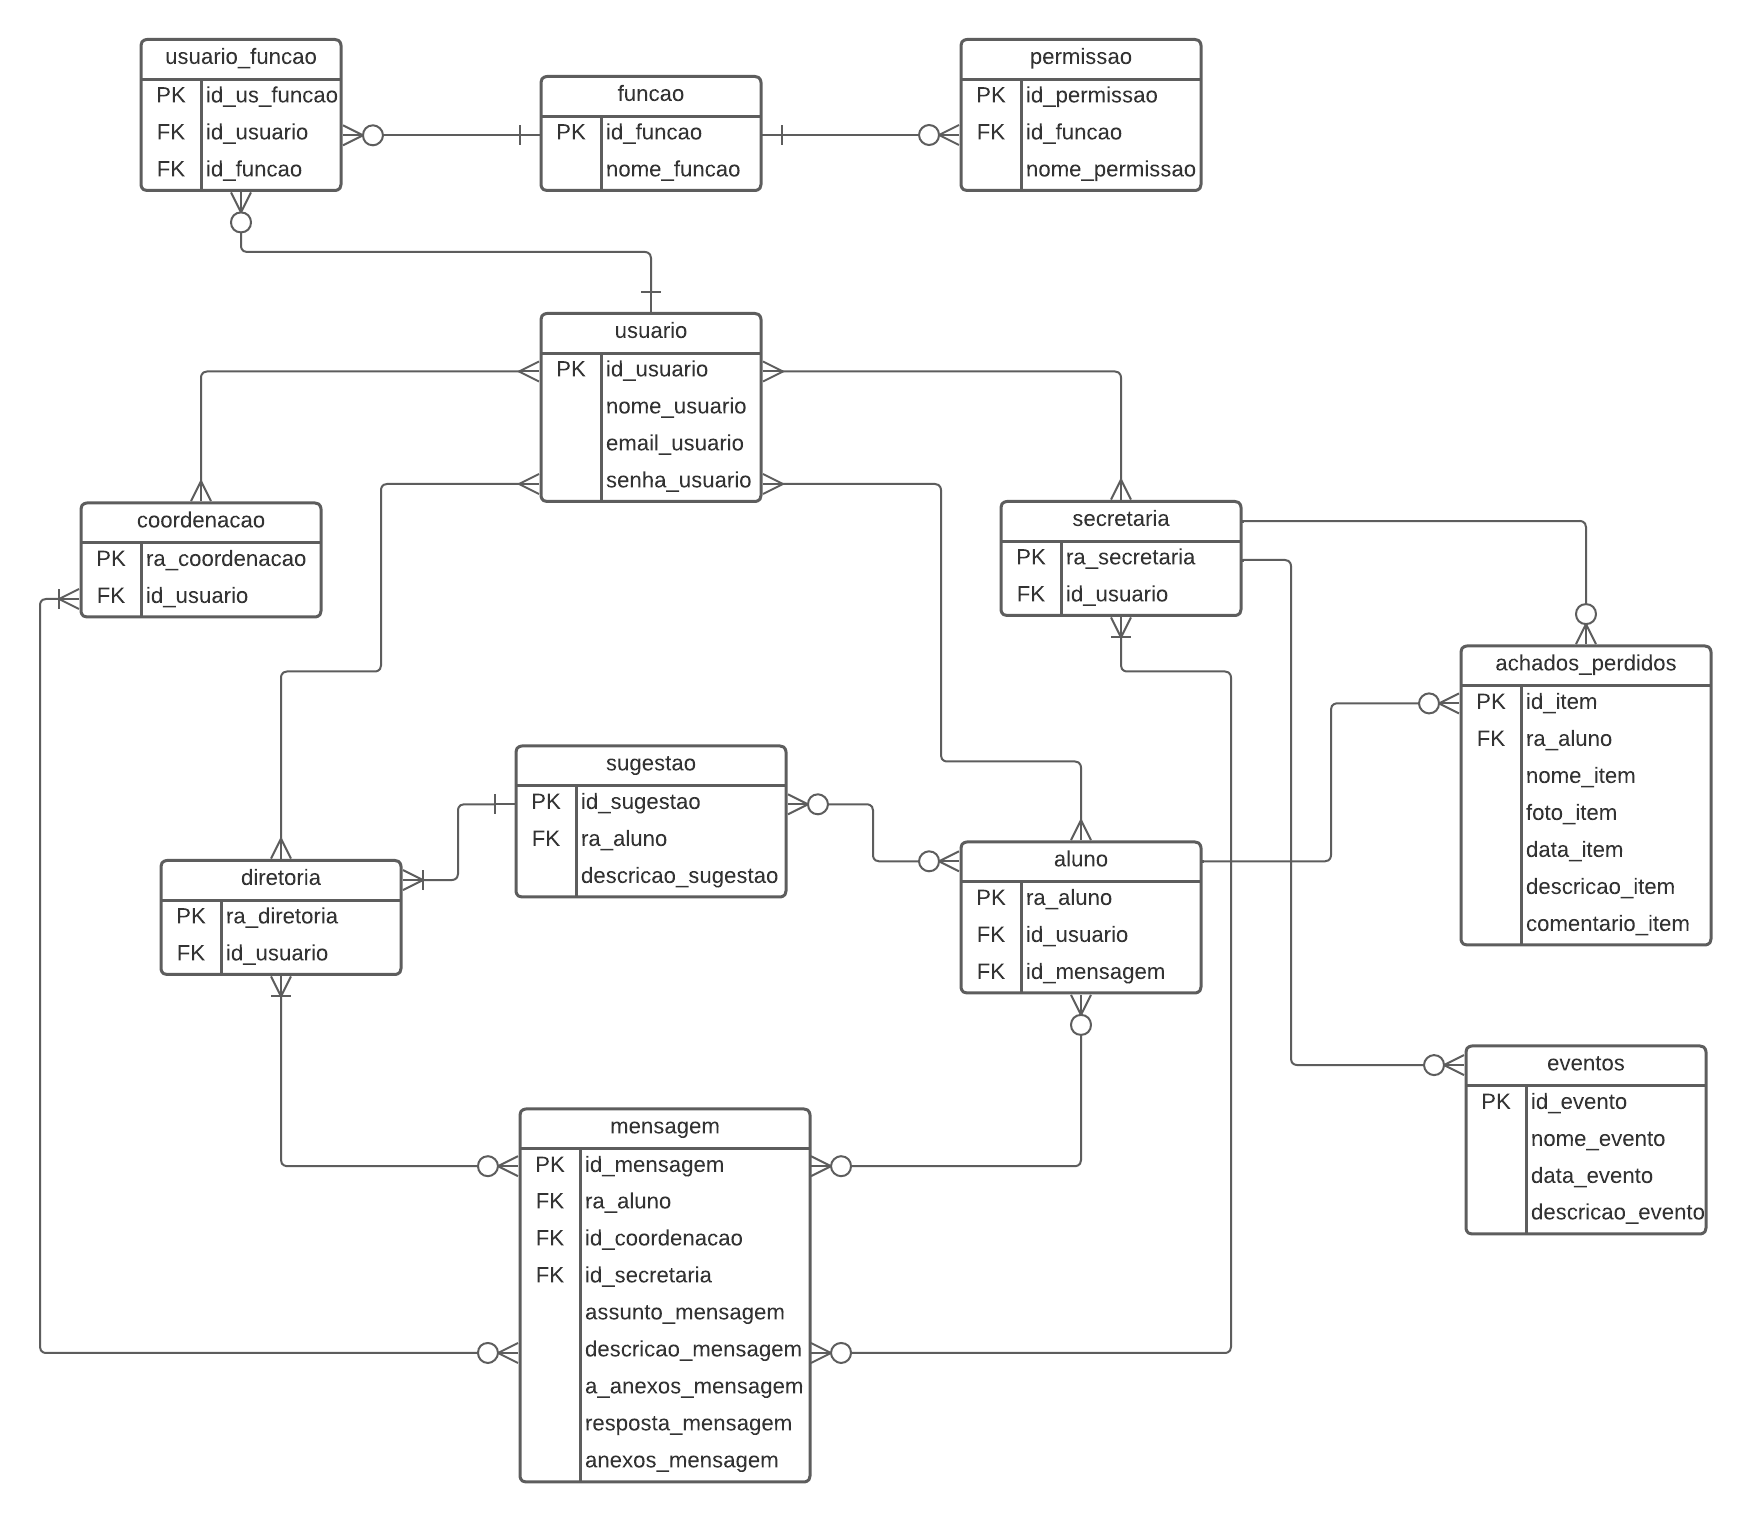 usuario_funcao
PK id_us_funcao
FK id_usuario
FK id_funcao
funcao
PK id_funcao
nome_funcao
permissao
PK id_permissao
FK id_funcao
nome_permissao
usuario
PK id_usuario
nome_usuario
email_usuario
senha_usuario
coordenacao
PK ra_coordenacao
FK id_usuario
secretaria
PK ra_secretaria
FK id_usuario
achados_perdidos
PK id_item
FK ra_aluno
nome_item
foto_item
data_item
descricao_item
comentario_item
sugestao
PK id_sugestao
FK ra_aluno
descricao_sugestao
diretoria
PK ra_diretoria
FK id_usuario
aluno
PK ra_aluno
FK id_usuario
FK id_mensagem
eventos
PK id_evento
nome_evento
data_evento
descricao_evento
mensagem
PK id_mensagem
FK ra_aluno
FK id_coordenacao
FK id_secretaria
assunto_mensagem
descricao_mensagem
a_anexos_mensagem
resposta_mensagem
anexos_mensagem